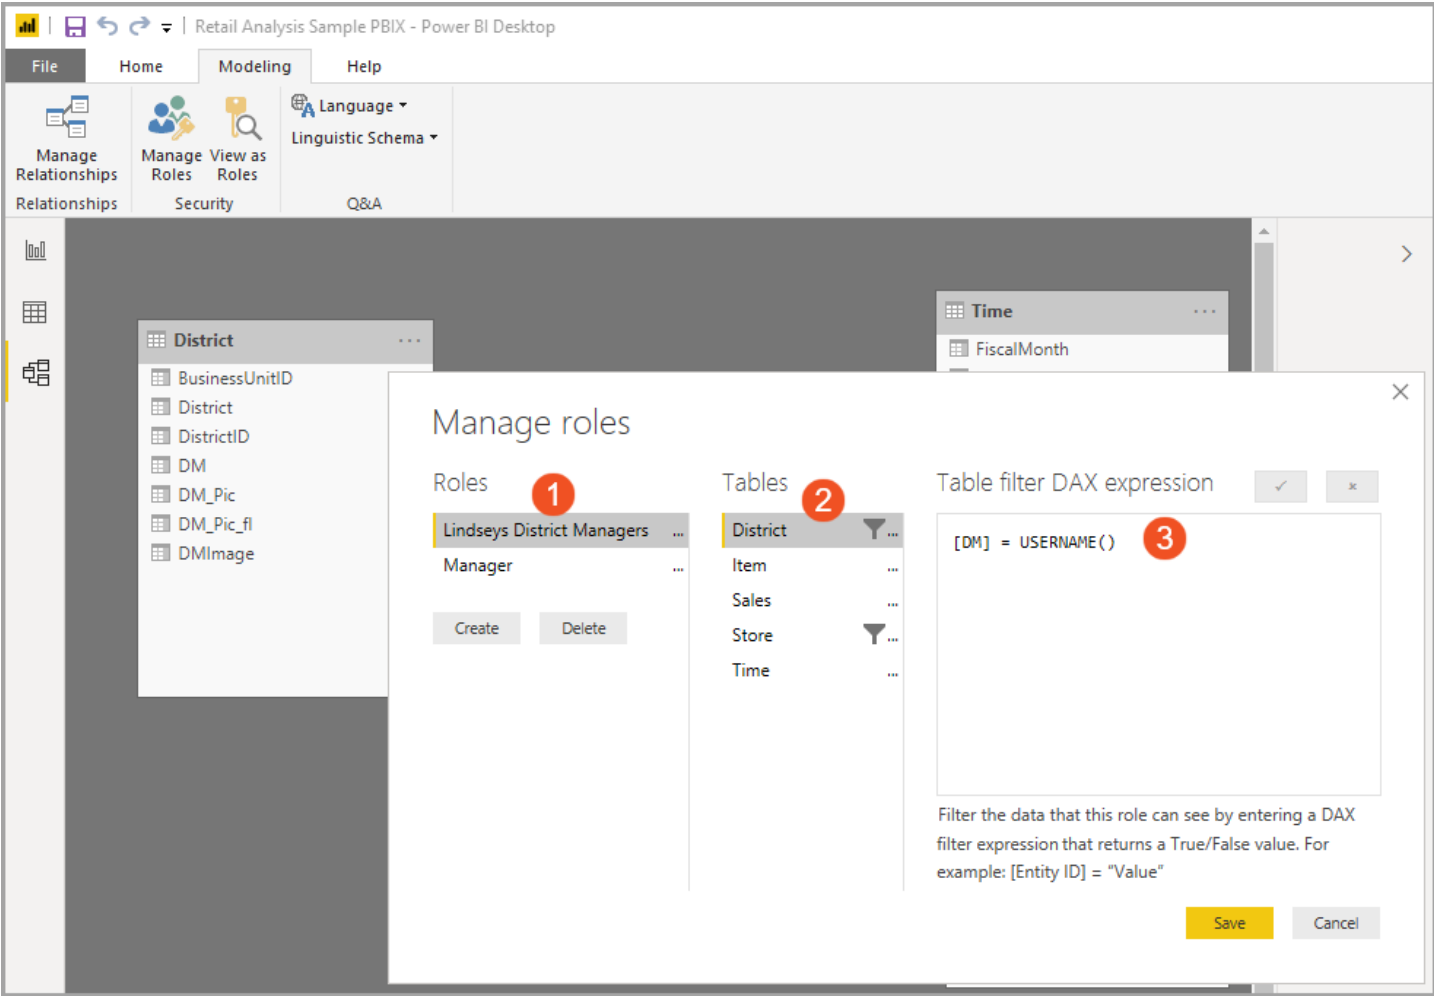 Retail Analysis Sample PBIX - Power BI Desktop
File Home Modeling Help
Manage Relationships
Manage Roles
View as Roles
Language
Linguistic Schema
Relationships Security Q&A
District ...
BusinessUnitID
District
DistrictID
DM
DM_Pic
DM_Pic_fl
DMImage
Time ...
FiscalMonth
Manage roles
Roles 1
Lindseys District Managers ...
Manager ...
Create Delete
Tables 2
District ...
Item ...
Sales ...
Store ...
Time ...
Table filter DAX expression
[DM] = USERNAME() 3
Filter the data that this role can see by entering a DAX
filter expression that returns a True/False value. For
example: [Entity ID] = “Value”
Save Cancel